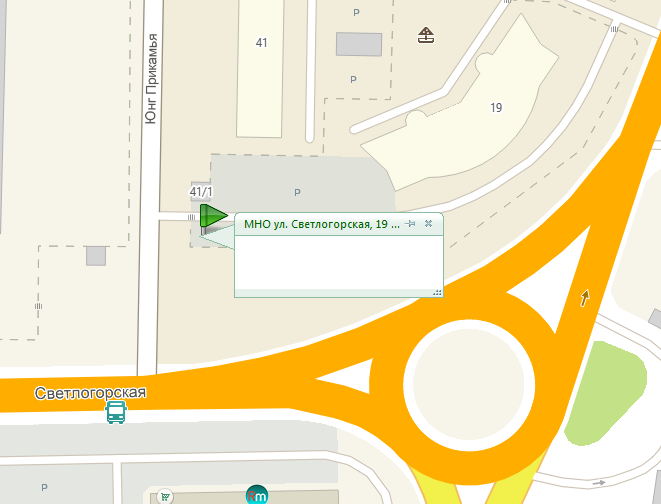 P
41
Юнг Прикамья
P
19
41/1
P
МНО ул. Светлогорская, 19 ...
Светлогорская
P
m